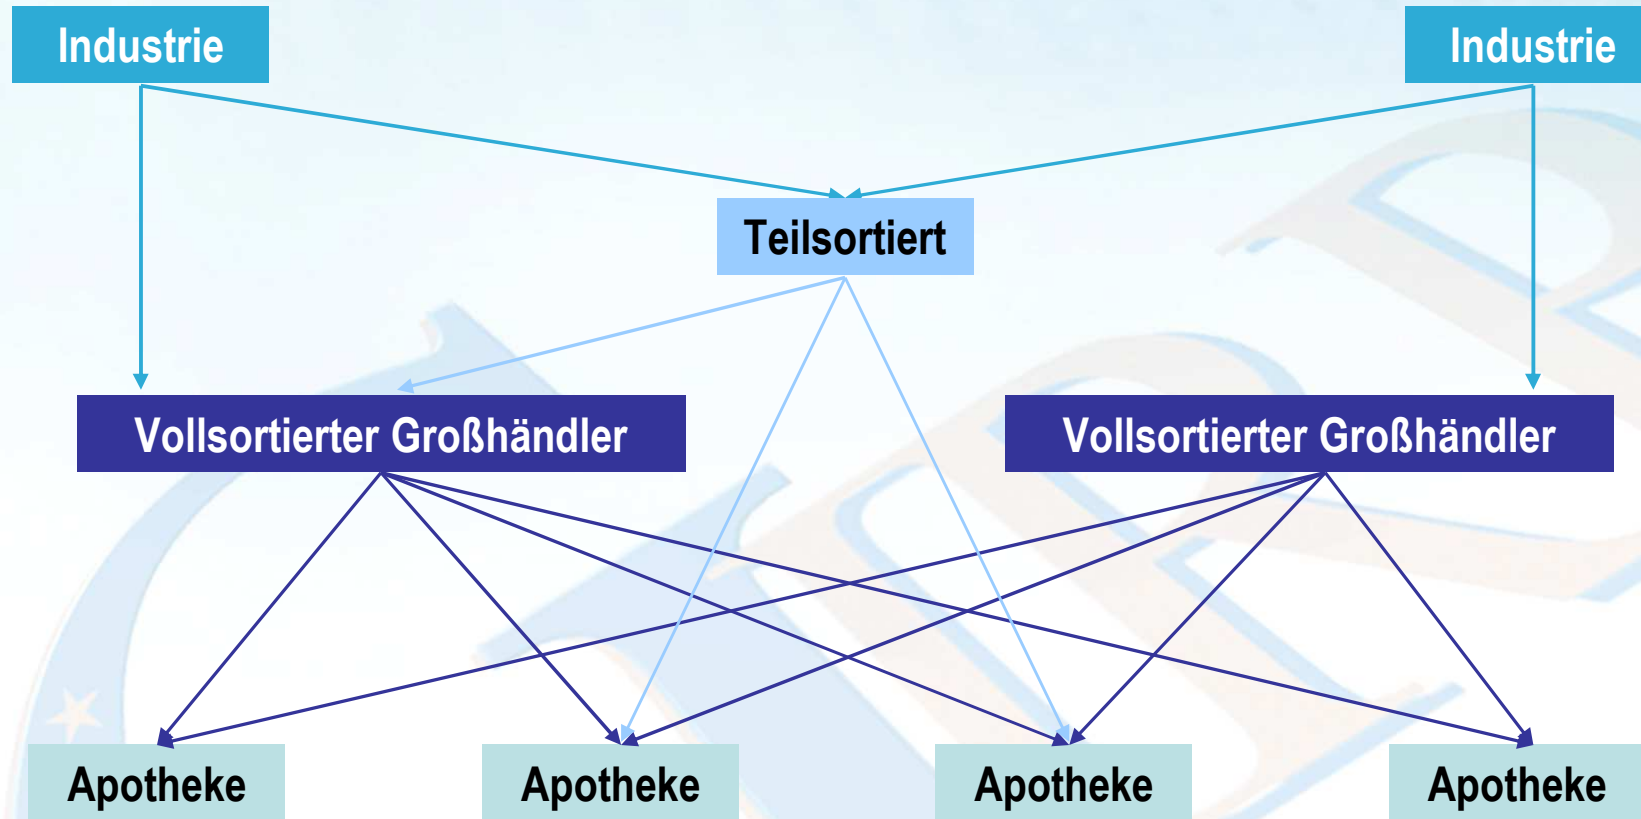 Industrie
Industrie
Teilsortiert
Vollsortierter Großhändler
Vollsortierter Großhändler
Apotheke
Apotheke
Apotheke
Apotheke